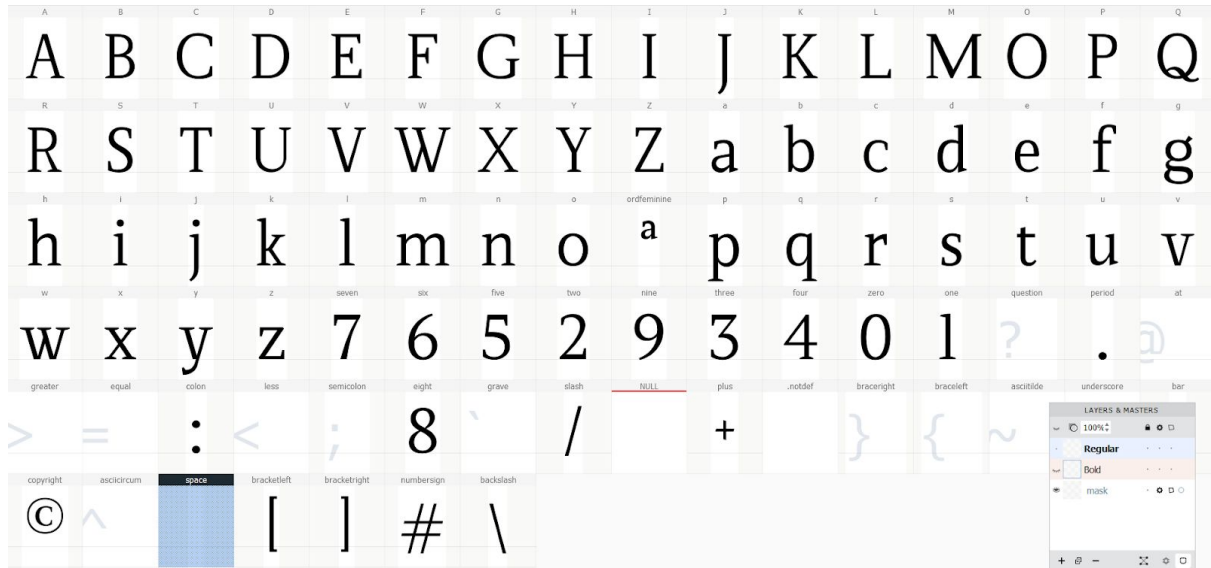 A B C D E F G H I J K L M O P Q
A B C D E F G H I J K L M O P Q
R S T U V W X Y Z a b c d e f g
R S T U V W X Y Z a b c d e f g
h i j k l m n o ordfeminine p q r s t u v
h i j k l m n o ª p q r s t u v
w x y z seven six five two nine three four zero one question period at
w x y z 7 6 5 2 9 3 4 0 1 ? . @
greater equal colon less semicolon eight grave slash NULL plus .notdef braceright braceleft asciitilde underscore bar
> = : < ; 8 ` / + } { ~
LAYERS & MASTERS
100%
Regular
Bold
mask
copyright asciicircum space bracketleft bracketright numbersign backslash
© ^ [ ] # \